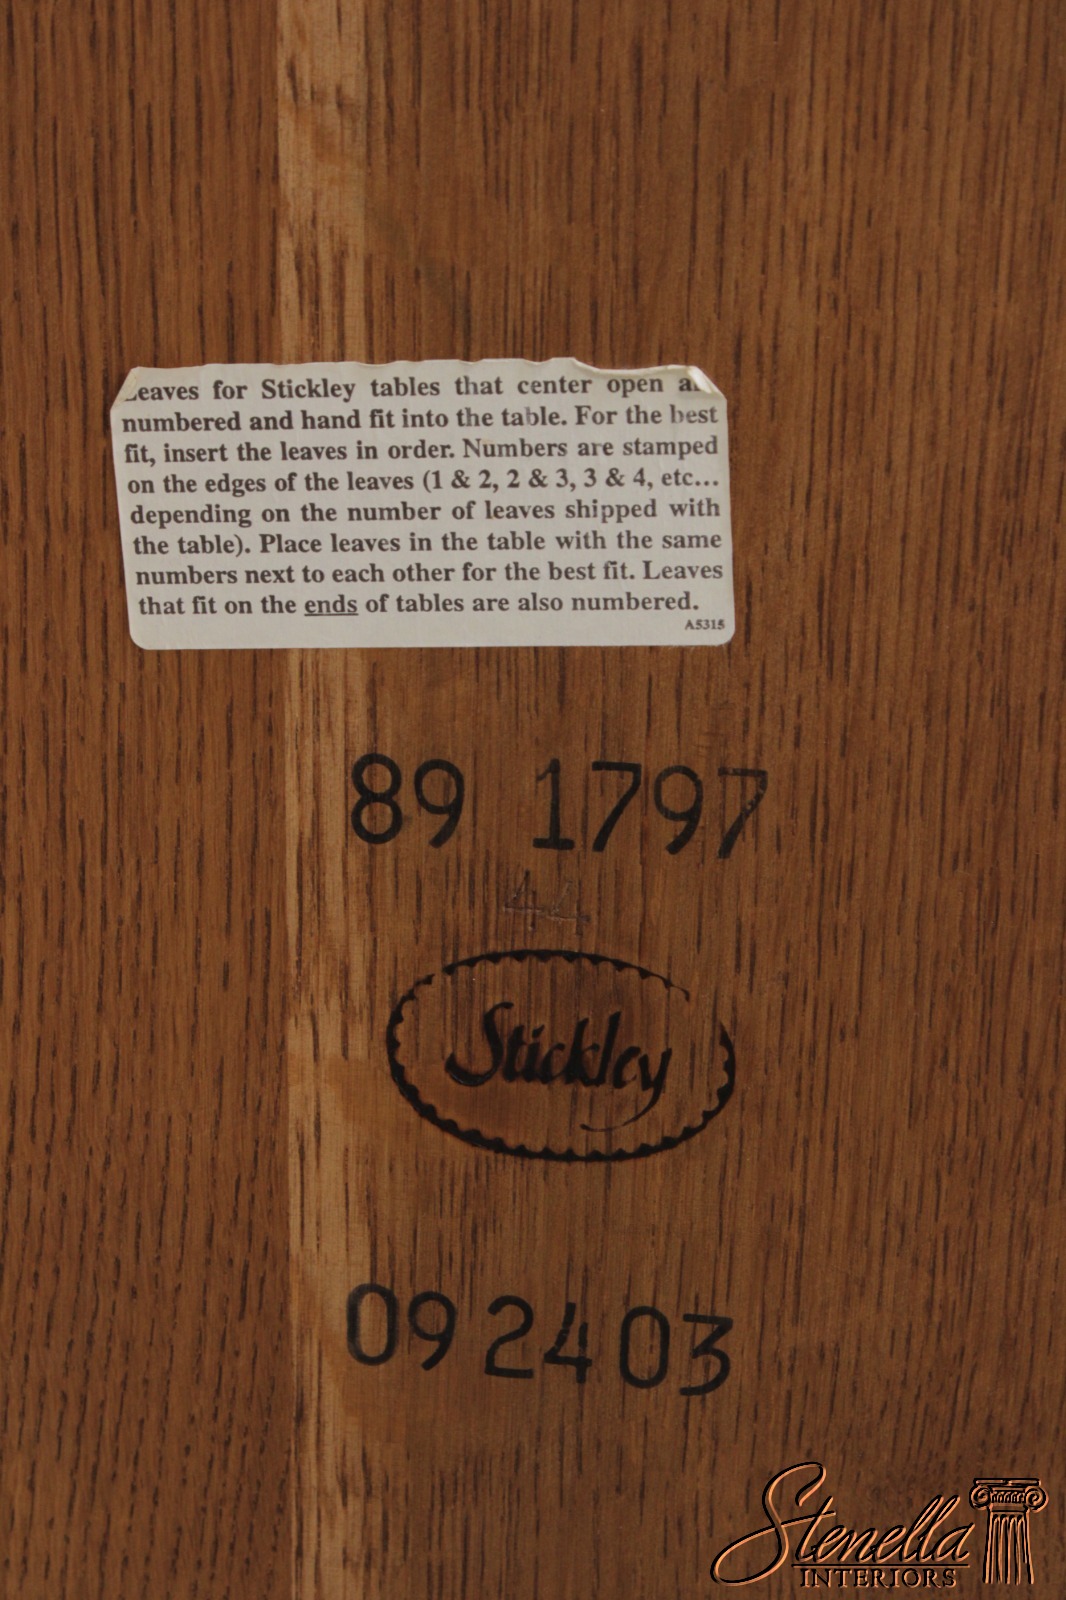 eaves for Stickley tables that center open a
numbered and hand fit into the table. For the best
fit, insert the leaves in order. Numbers are stamped
on the edges of the leaves (1 & 2, 2 & 3, 3 & 4, etc...
depending on the number of leaves shipped with
the table). Place leaves in the table with the same
numbers next to each other for the best fit. Leaves
that fit on the ends of tables are also numbered.
A5315
89 1797
44
Stickley
09 24 03
Stenella
INTERIORS